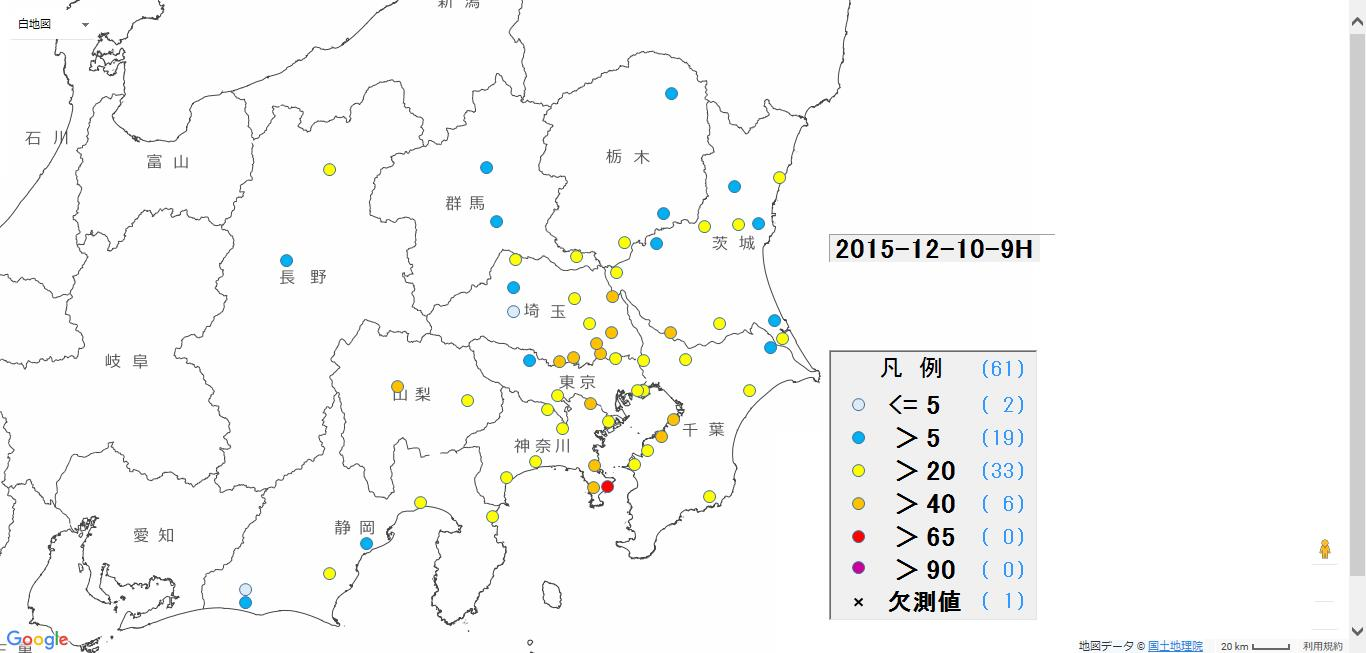 新潟
白地図
石川
富山
栃木
群馬
茨城
2015-12-10-9H
長野
埼玉
岐阜
凡例 (61)
<= 5 ( 2)
＞ 5 (19)
＞ 20 (33)
＞ 40 ( 6)
＞ 65 ( 0)
＞ 90 ( 0)
× 欠測値 ( 1)
東京
山梨
千葉
神奈川
静岡
愛知
Google
地図データ © 国土地理院 20 km 利用規約